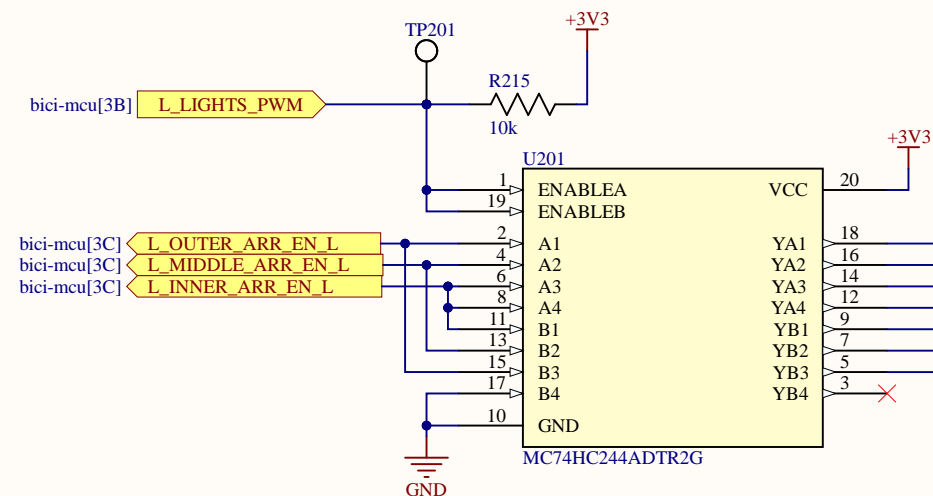 +3V3
TP201
R215
bici-mcu[3B] L_LIGHTS_PWM
10k
+3V3
U201
1 ENABLEA VCC 20
19 ENABLEB
bici-mcu[3C] L_OUTER_ARR_EN_L 2 A1 YA1 18
bici-mcu[3C] L_MIDDLE_ARR_EN_L 4 A2 YA2 16
bici-mcu[3C] L_INNER_ARR_EN_L 6 A3 YA3 14
8 A4 YA4 12
11 B1 YB1 9
13 B2 YB2 7
15 B3 YB3 5
17 B4 YB4 3
10 GND
MC74HC244ADTR2G
GND